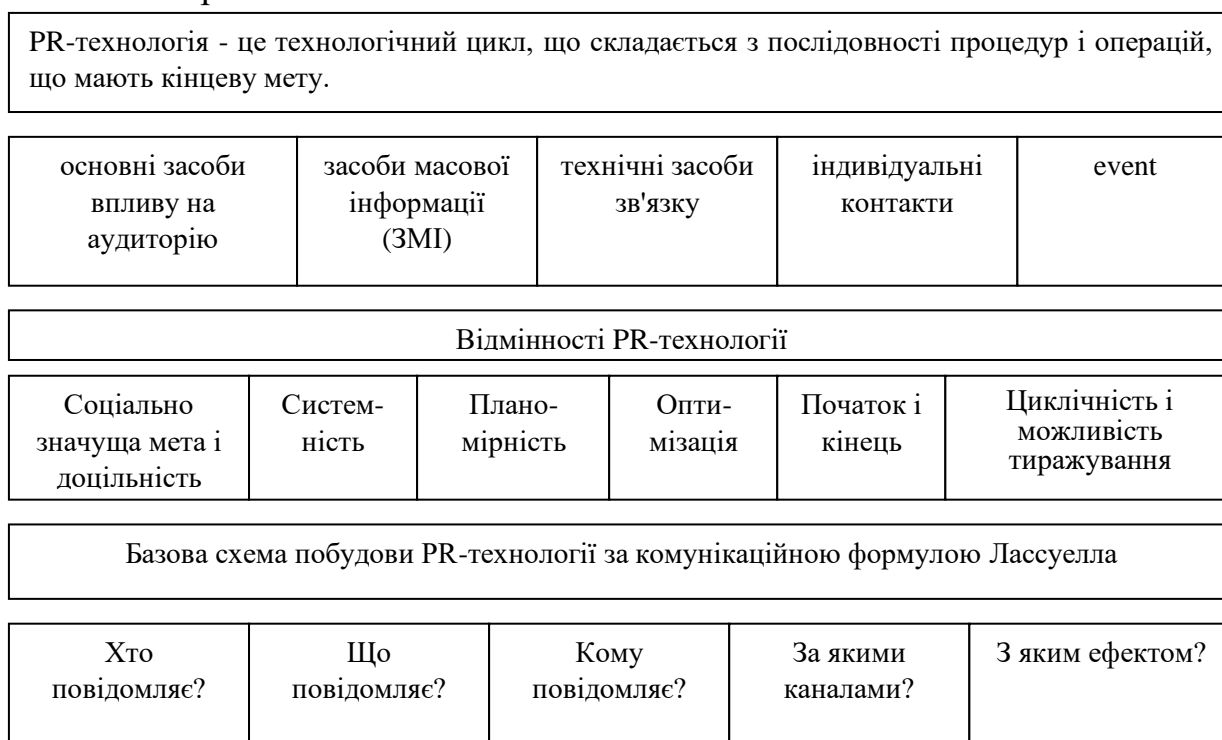 PR-технологія - це технологічний цикл, що складається з послідовності процедур і операцій,
що мають кінцеву мету.
основні засоби
впливу на
аудиторію
засоби масової
інформації
(ЗМІ)
технічні засоби
зв'язку
індивідуальні
контакти
event
Відмінності PR-технології
Соціально
значуща мета і
доцільність
Систем-
ність
Плано-
мірність
Опти-
мізація
Початок і
кінець
Циклічність і
можливість
тиражування
Базова схема побудови PR-технології за комунікаційною формулою Лассуелла
Хто
повідомляє?
Що
повідомляє?
Кому
повідомляє?
За якими
каналами?
З яким ефектом?